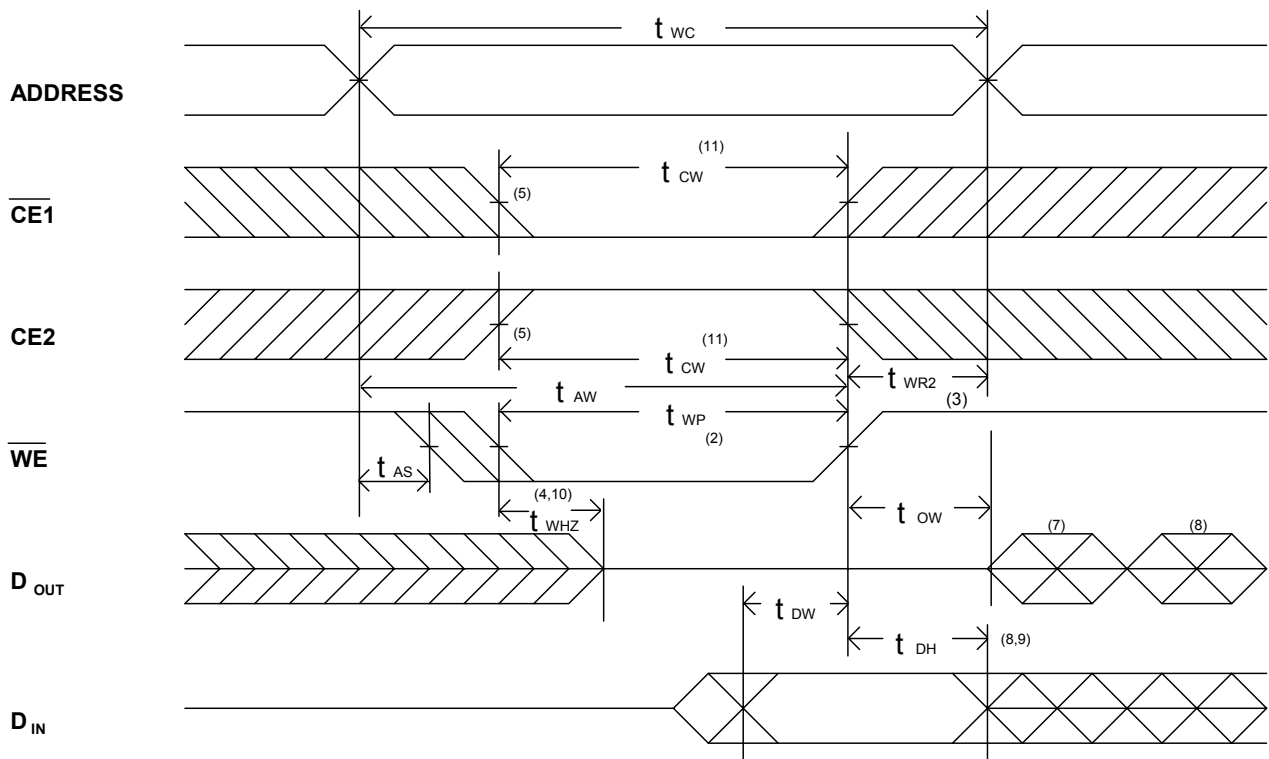 t WC
ADDRESS
(11)
t CW
CE1
(5)
CE2
(5)
(11)
t CW
t WR2
t AW
(3)
t WP
(2)
WE
t AS
(4,10)
t WHZ
t OW
(7)
(8)
D OUT
t DW
t DH
(8,9)
D IN